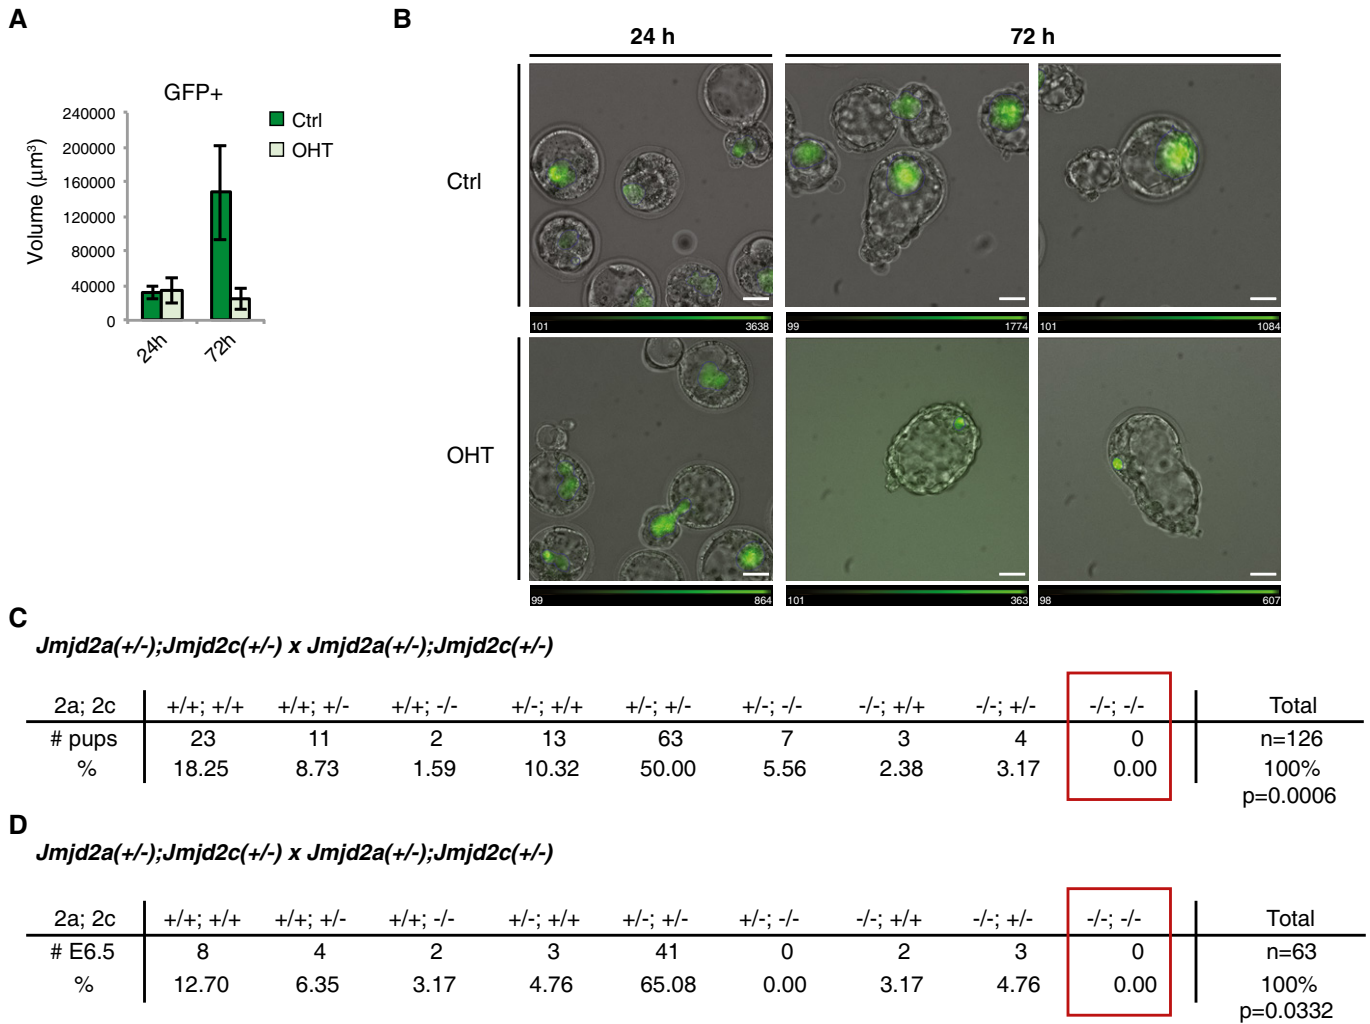 A
GFP+
Volume (µm³)
240000
200000
160000
120000
80000
40000
0
24h
72h
Ctrl
OHT
B
24 h
72 h
Ctrl
101 3638
99 1774
101 1084
OHT
99 864
101 363
98 607
C
Jmjd2a(+/-);Jmjd2c(+/-) x Jmjd2a(+/-);Jmjd2c(+/-)
2a; 2c +/+; +/+ +/+; +/- +/+; -/- +/-; +/+ +/-; +/- +/-; -/- -/-; +/+ -/-; +/- -/-; -/- Total
# pups 23 11 2 13 63 7 3 4 0 n=126
% 18.25 8.73 1.59 10.32 50.00 5.56 2.38 3.17 0.00 100%
p=0.0006
D
Jmjd2a(+/-);Jmjd2c(+/-) x Jmjd2a(+/-);Jmjd2c(+/-)
2a; 2c +/+; +/+ +/+; +/- +/+; -/- +/-; +/+ +/-; +/- +/-; -/- -/-; +/+ -/-; +/- -/-; -/- Total
# E6.5 8 4 2 3 41 0 2 3 0 n=63
% 12.70 6.35 3.17 4.76 65.08 0.00 3.17 4.76 0.00 100%
p=0.0332